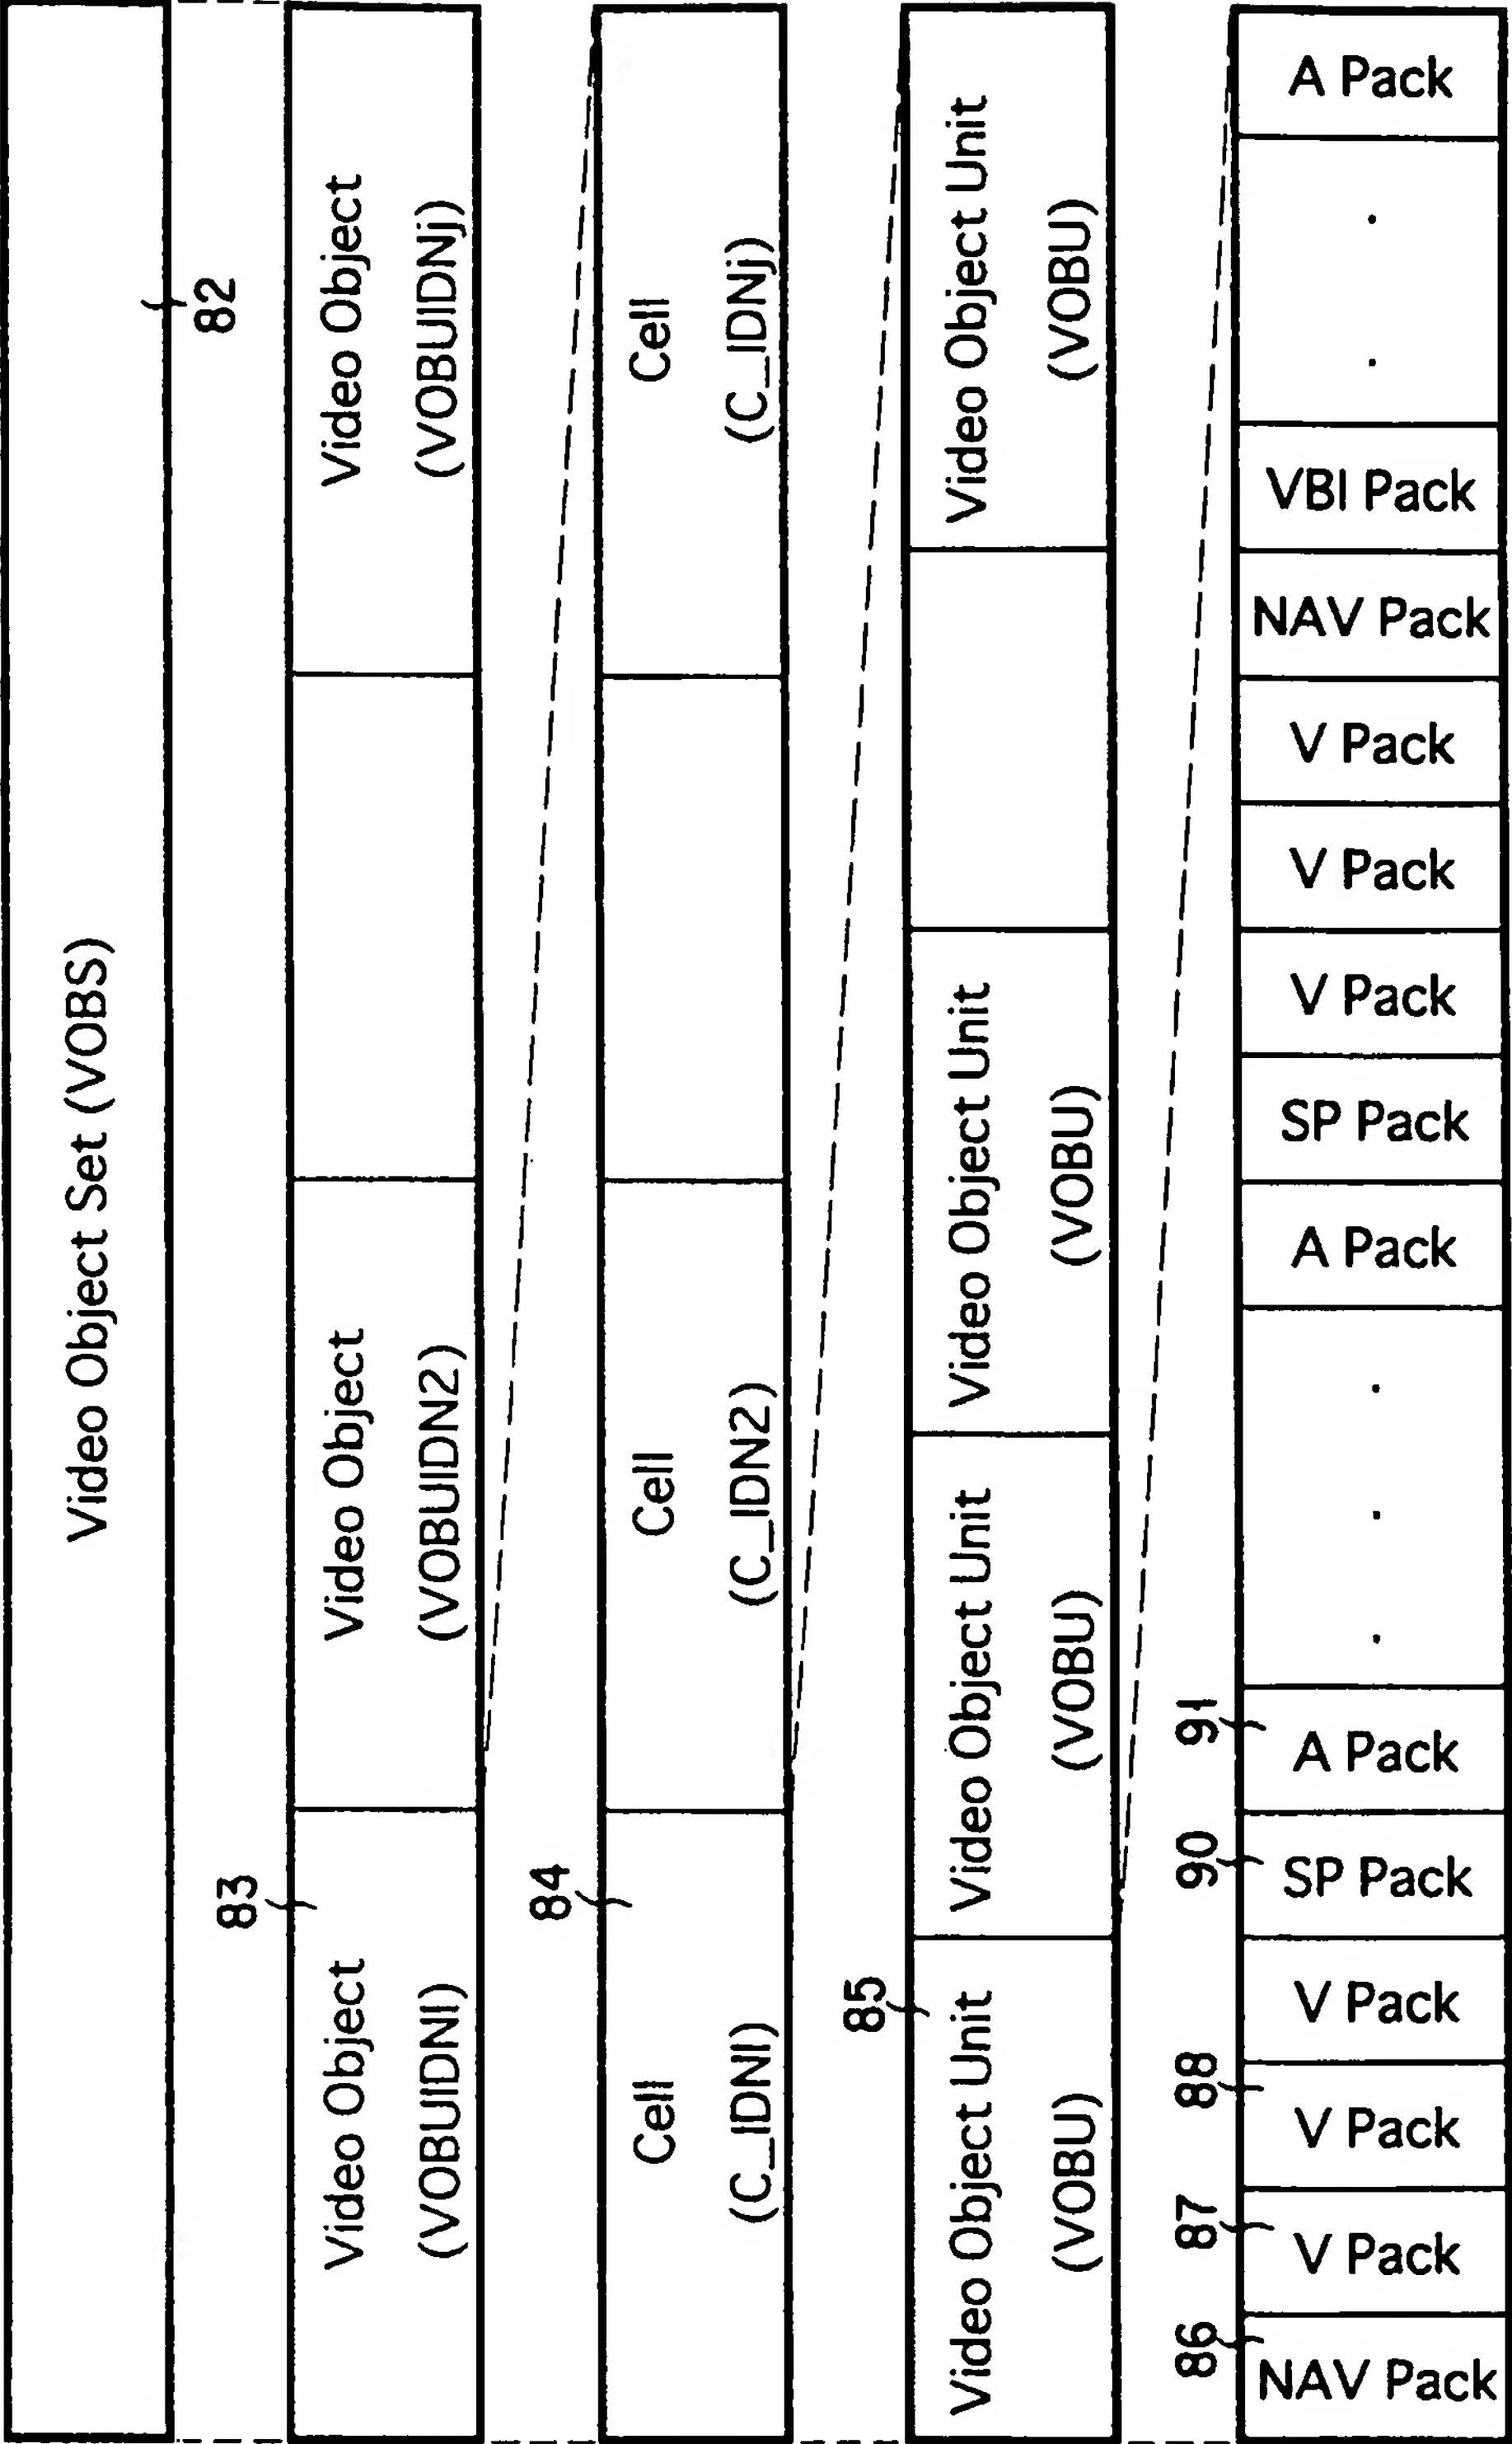 Video Object Set (VOBS)
82
83
Video Object
(VOBUIDN1)
Video Object
(VOBUIDN2)
Video Object
(VOBUIDNj)
84
Cell
(C_IDN1)
Cell
(C_IDN2)
Cell
(C_IDNj)
85
Video Object Unit
(VOBU)
Video Object Unit
(VOBU)
Video Object Unit
(VOBU)
Video Object Unit
(VOBU)
86
87
88
90
91
NAV Pack
V Pack
V Pack
V Pack
SP Pack
A Pack
. . .
A Pack
SP Pack
V Pack
V Pack
V Pack
NAV Pack
VBI Pack
. .
A Pack